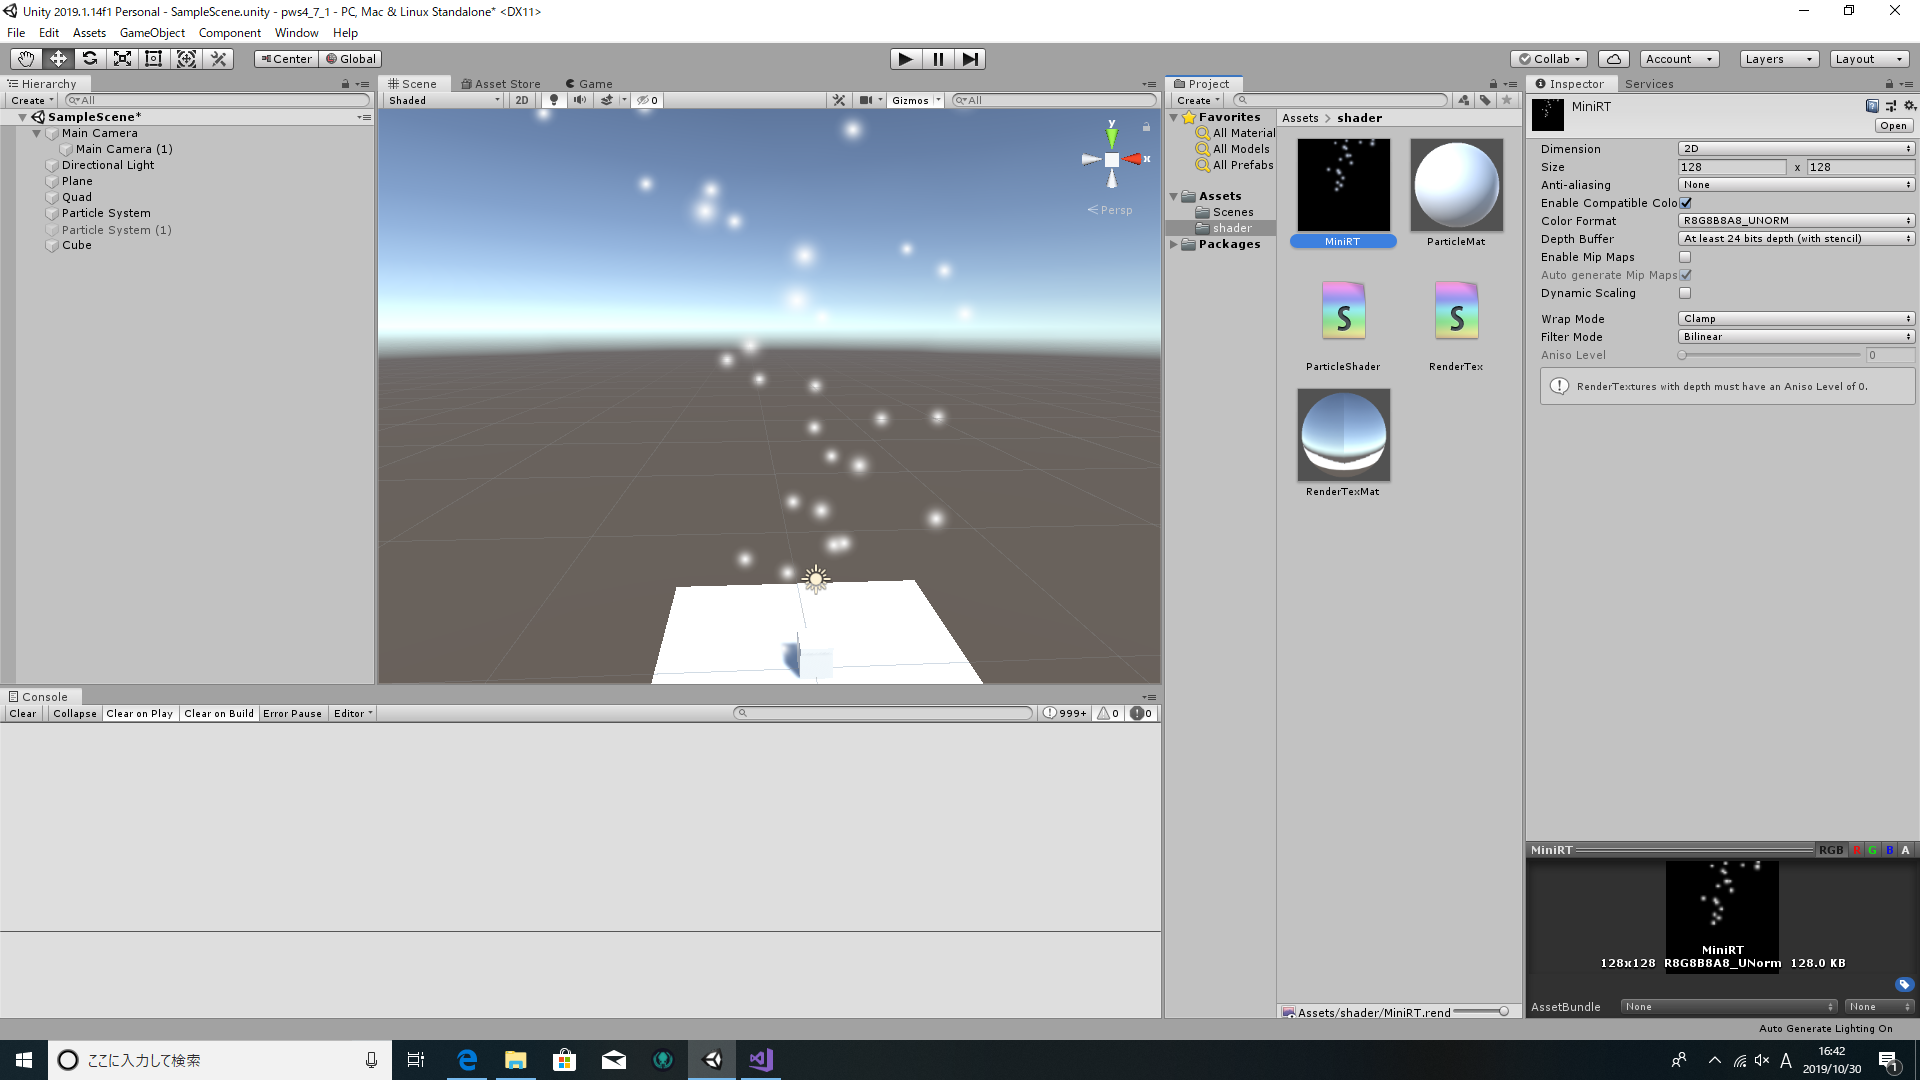 Unity 2019.1.14f1 Personal - SampleScene.unity - pws4_7_1 - PC, Mac & Linux Standalone* <DX11>
File Edit Assets GameObject Component Window Help
Center Global Collab Account Layers Layout
Hierarchy
Create All
SampleScene*
Main Camera
Main Camera (1)
Directional Light
Plane
Quad
Particle System
Particle System (1)
Cube
Scene Asset Store Game
Shaded 2D 0 Gizmos All
y
x
Persp
Project
Create
Favorites
All Material
All Models
All Prefabs
Assets
Scenes
shader
Packages
Assets > shader
MiniRT
ParticleMat
S
S
ParticleShader
RenderTex
RenderTexMat
Assets/shader/MiniRT.rend
Inspector Services
MiniRT
Open
Dimension 2D
Size 128 x 128
Anti-aliasing None
Enable Compatible Colo
Color Format R8G8B8A8_UNORM
Depth Buffer At least 24 bits depth (with stencil)
Enable Mip Maps
Auto generate Mip Maps
Dynamic Scaling
Wrap Mode Clamp
Filter Mode Bilinear
Aniso Level 0
RenderTextures with depth must have an Aniso Level of 0.
MiniRT RGB R G B A
MiniRT
128x128 R8G8B8A8_UNorm 128.0 KB
AssetBundle None None
Console
Clear Collapse Clear on Play Clear on Build Error Pause Editor 999+ 0 0
Auto Generate Lighting On
ここに入力して検索
A
16:42
2019/10/30
1